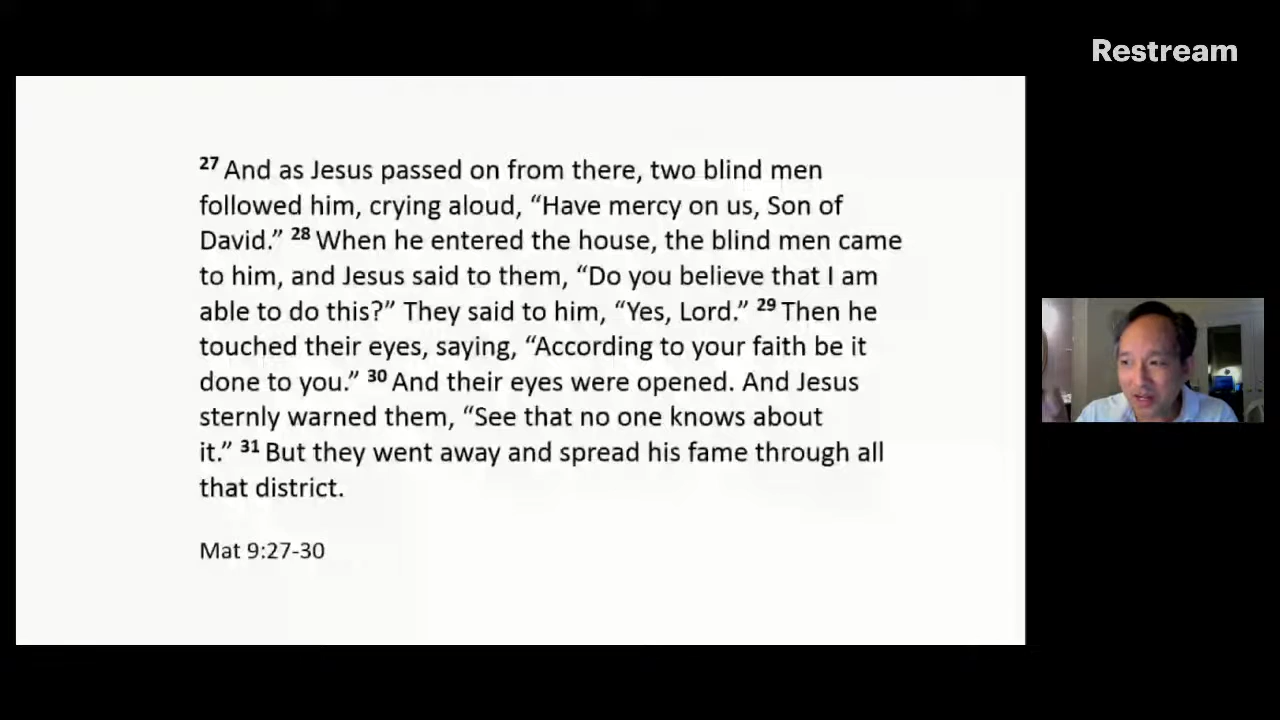 Restream
27 And as Jesus passed on from there, two blind men
followed him, crying aloud, “Have mercy on us, Son of
David.” 28 When he entered the house, the blind men came
to him, and Jesus said to them, “Do you believe that I am
able to do this?” They said to him, “Yes, Lord.” 29 Then he
touched their eyes, saying, “According to your faith be it
done to you.” 30 And their eyes were opened. And Jesus
sternly warned them, “See that no one knows about
it.” 31 But they went away and spread his fame through all
that district.
Mat 9:27-30